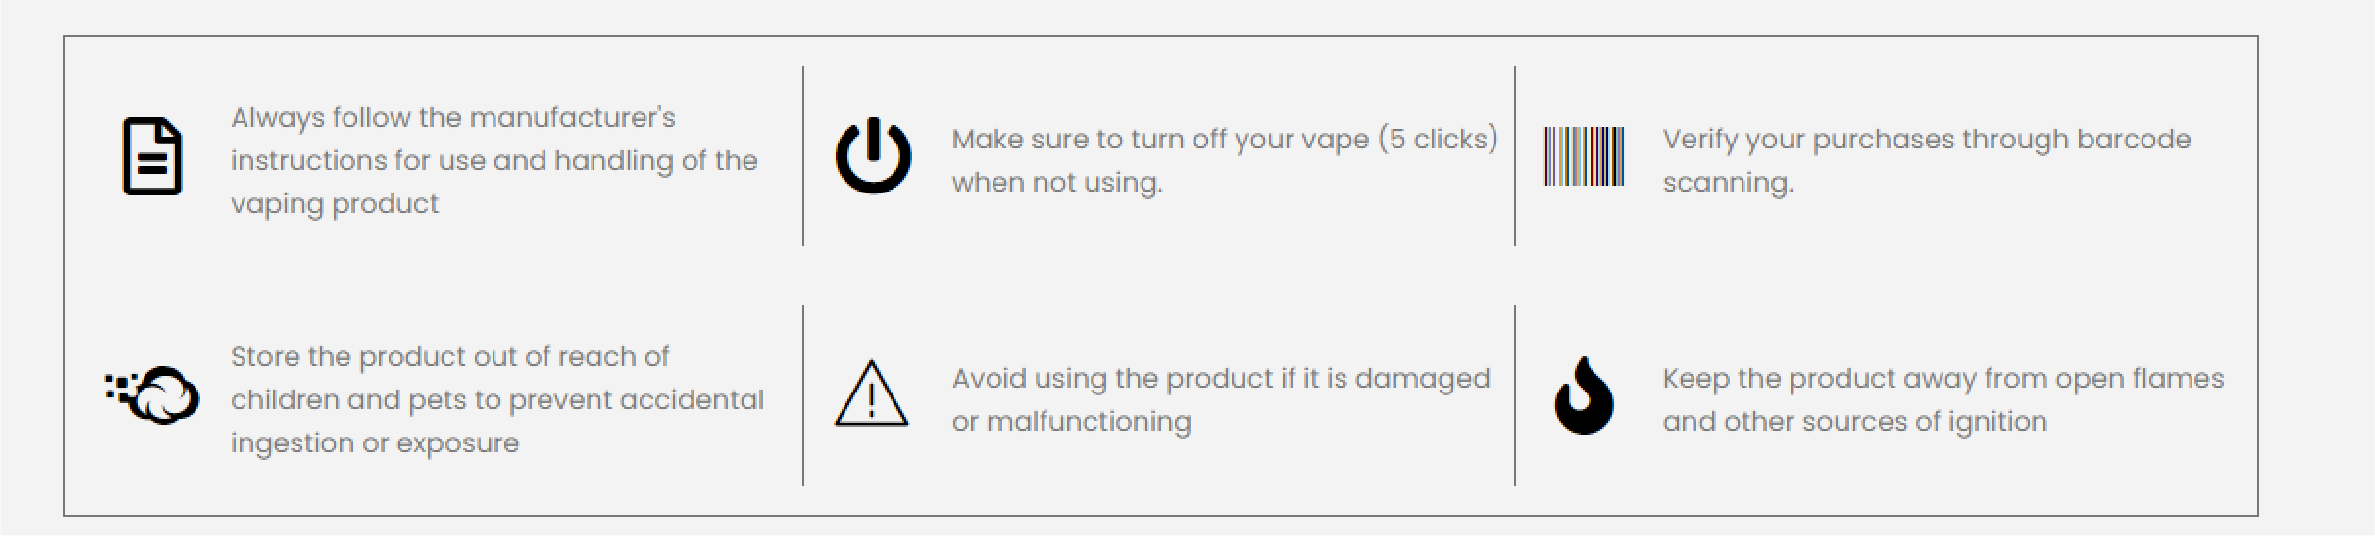 Always follow the manufacturer's
instructions for use and handling of the
vaping product
Make sure to turn off your vape (5 clicks)
when not using.
Verify your purchases through barcode
scanning.
Store the product out of reach of
children and pets to prevent accidental
ingestion or exposure
Avoid using the product if it is damaged
or malfunctioning
Keep the product away from open flames
and other sources of ignition